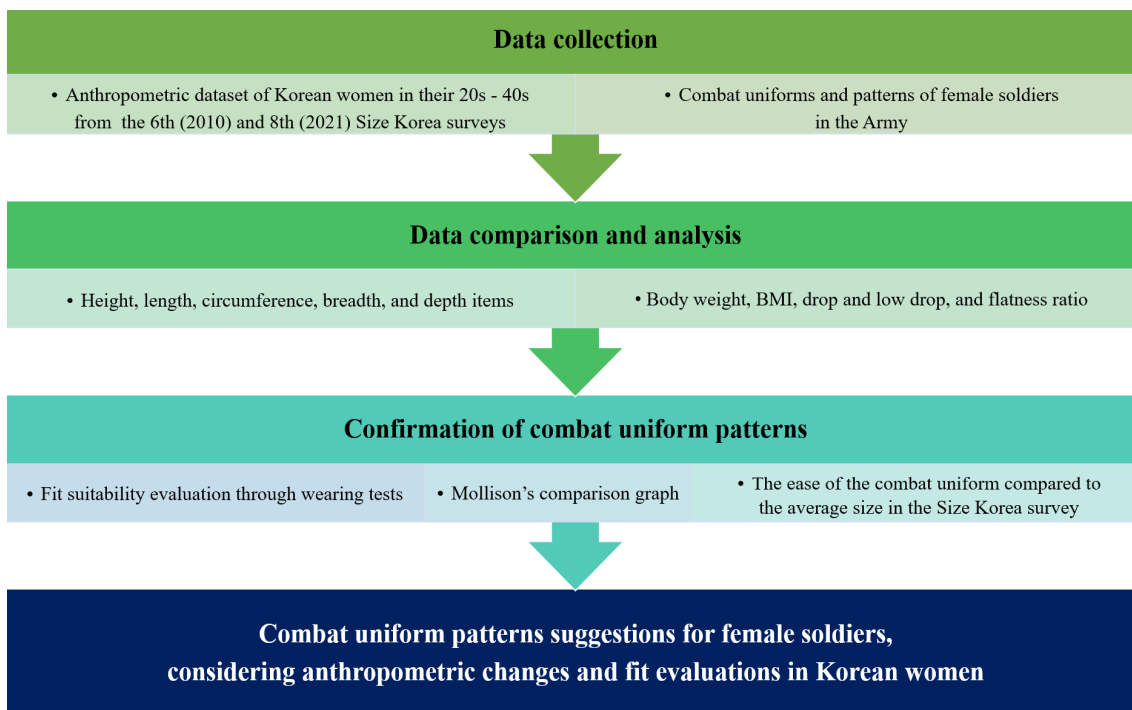 Data collection
• Anthropometric dataset of Korean women in their 20s - 40s
from the 6th (2010) and 8th (2021) Size Korea surveys
• Combat uniforms and patterns of female soldiers
in the Army
Data comparison and analysis
• Height, length, circumference, breadth, and depth items
• Body weight, BMI, drop and low drop, and flatness ratio
Confirmation of combat uniform patterns
• Fit suitability evaluation through wearing tests
• Mollison's comparison graph
• The ease of the combat uniform compared to
the average size in the Size Korea survey
Combat uniform patterns suggestions for female soldiers,
considering anthropometric changes and fit evaluations in Korean women